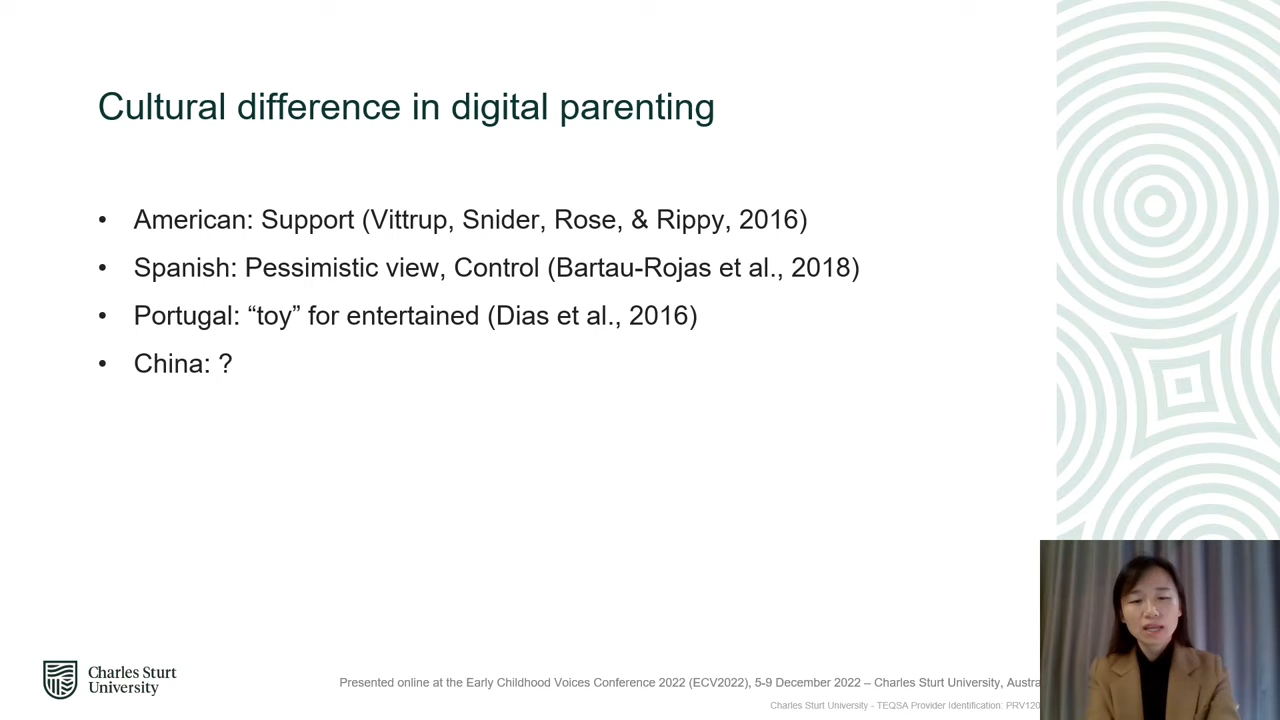 Cultural difference in digital parenting
• American: Support (Vittrup, Snider, Rose, & Rippy, 2016)
• Spanish: Pessimistic view, Control (Bartau-Rojas et al., 2018)
• Portugal: “toy” for entertained (Dias et al., 2016)
• China: ?
Charles Sturt
University
Presented online at the Early Childhood Voices Conference 2022 (ECV2022), 5-9 December 2022 – Charles Sturt University, Austra
Charles Sturt University - TEQSA Provider Identification: PRV120